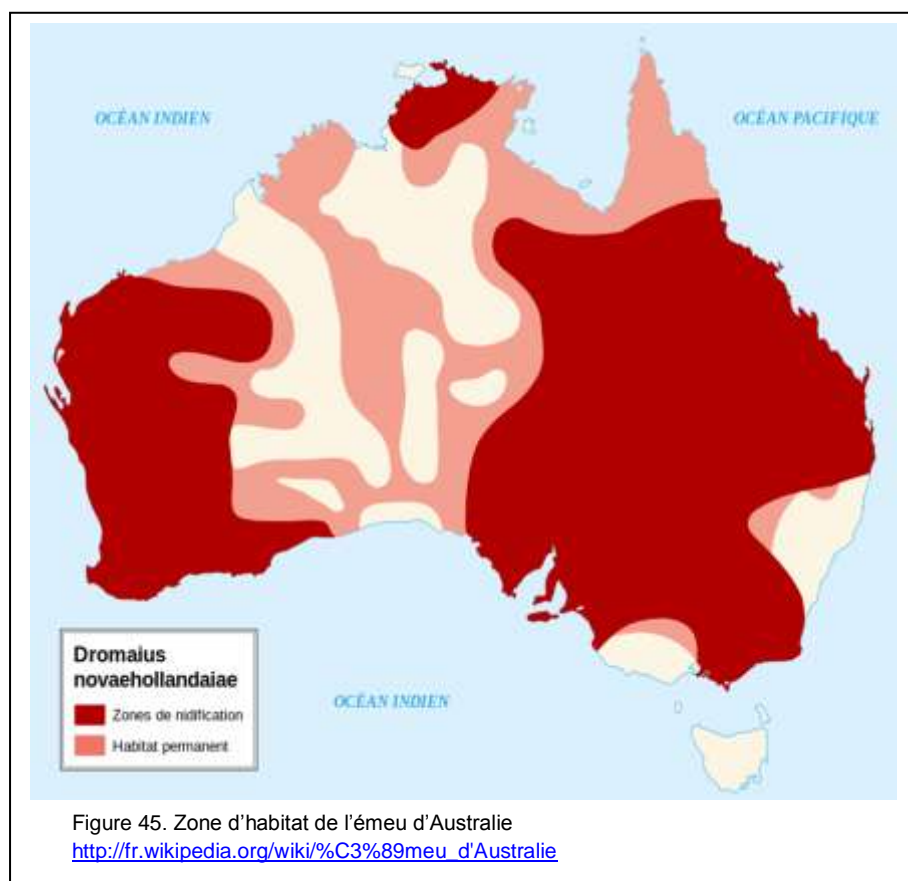 OCÉAN INDIEN
OCÉAN PACIFIQUE
OCÉAN INDIEN
Dromaius
novaehollandaiae
Zones de nidification
Habitat permanent
Figure 45. Zone d'habitat de l'émeu d'Australie
http://fr.wikipedia.org/wiki/%C3%89meu_d'Australie